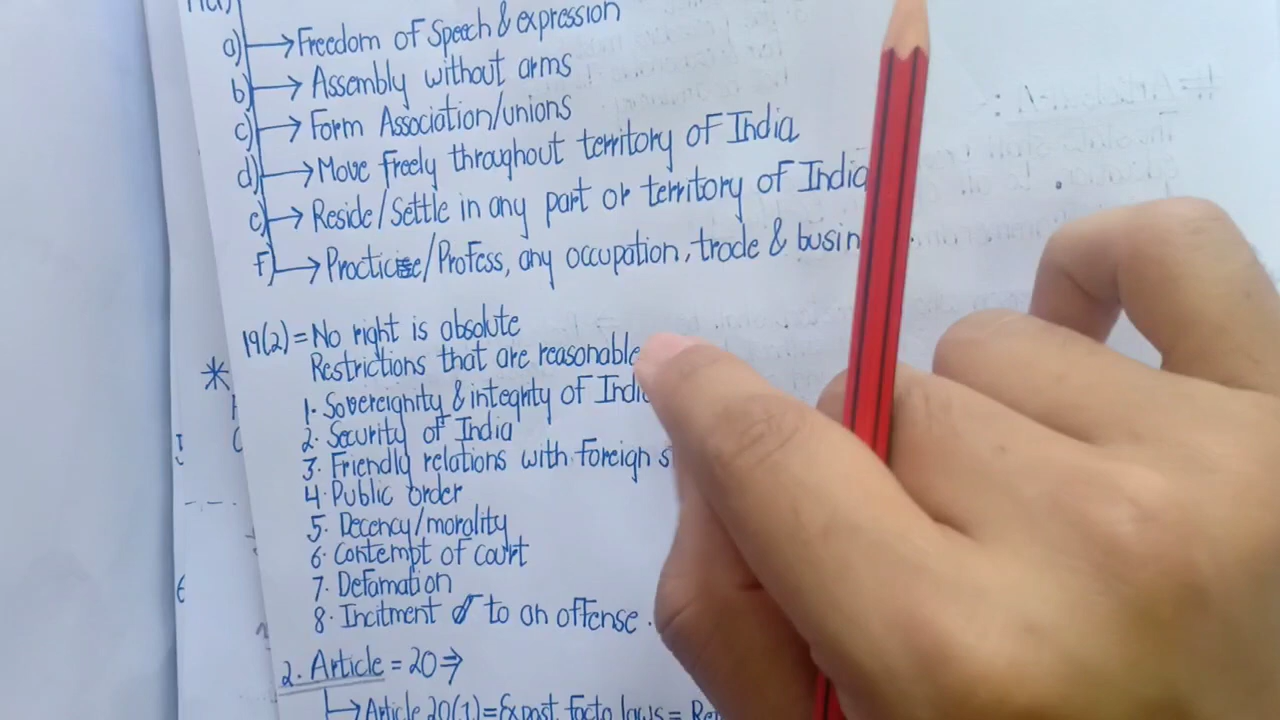 a) → Freedom of Speech & expression
b) → Assembly without arms
c) → Form Association/unions
d) → Move freely throughout territory of India
e) → Reside/Settle in any part or territory of India
f) → Practice/Profess, any occupation, trade & busin
19(2) = No right is absolute
Restrictions that are reasonable
1. Sovereignity & integrity of India
2. Security of India
3. Friendly relations with foreign s
4. Public order
5. Decency/morality
6. Contempt of court
7. Defamation
8. Incitment to an offense.
2. Article = 20 ⇒
→ Article 20(1) = Expost facto laws =